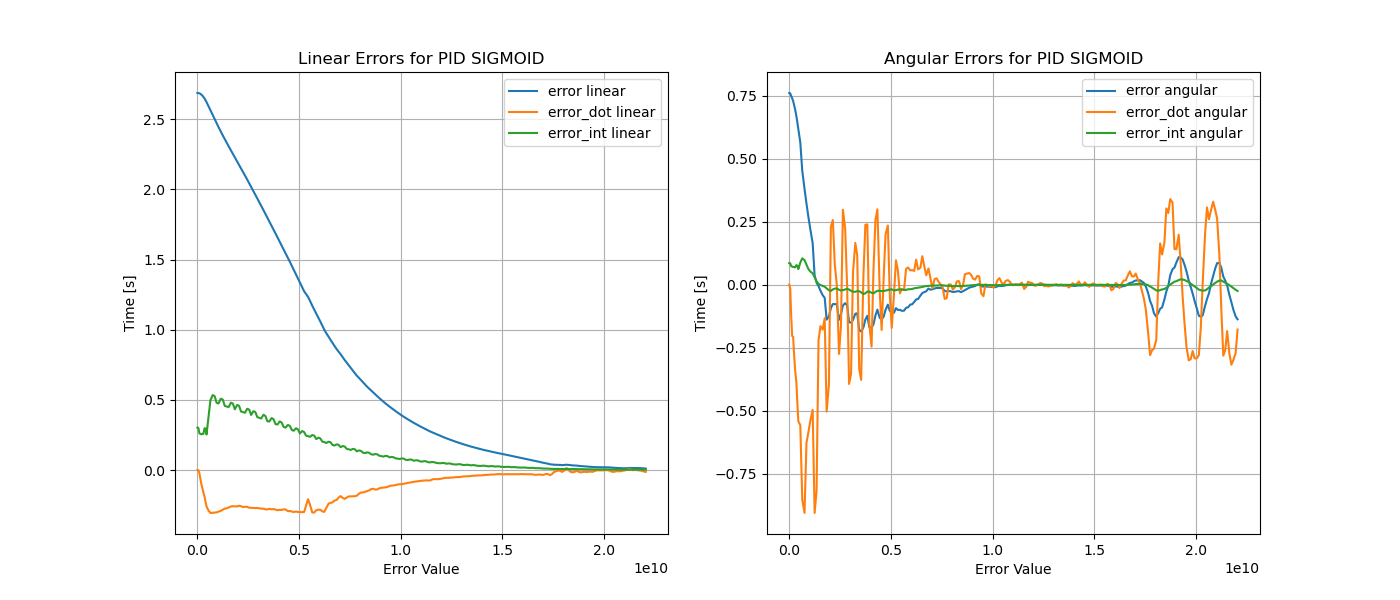 Linear Errors for PID SIGMOID
error linear
error_dot linear
error_int linear
2.5
2.0
1.5
1.0
0.5
0.0
Time [s]
0.0 0.5 1.0 1.5 2.0
1e10
Error Value
Angular Errors for PID SIGMOID
error angular
error_dot angular
error_int angular
0.75
0.50
0.25
0.00
−0.25
−0.50
−0.75
Time [s]
0.0 0.5 1.0 1.5 2.0
1e10
Error Value